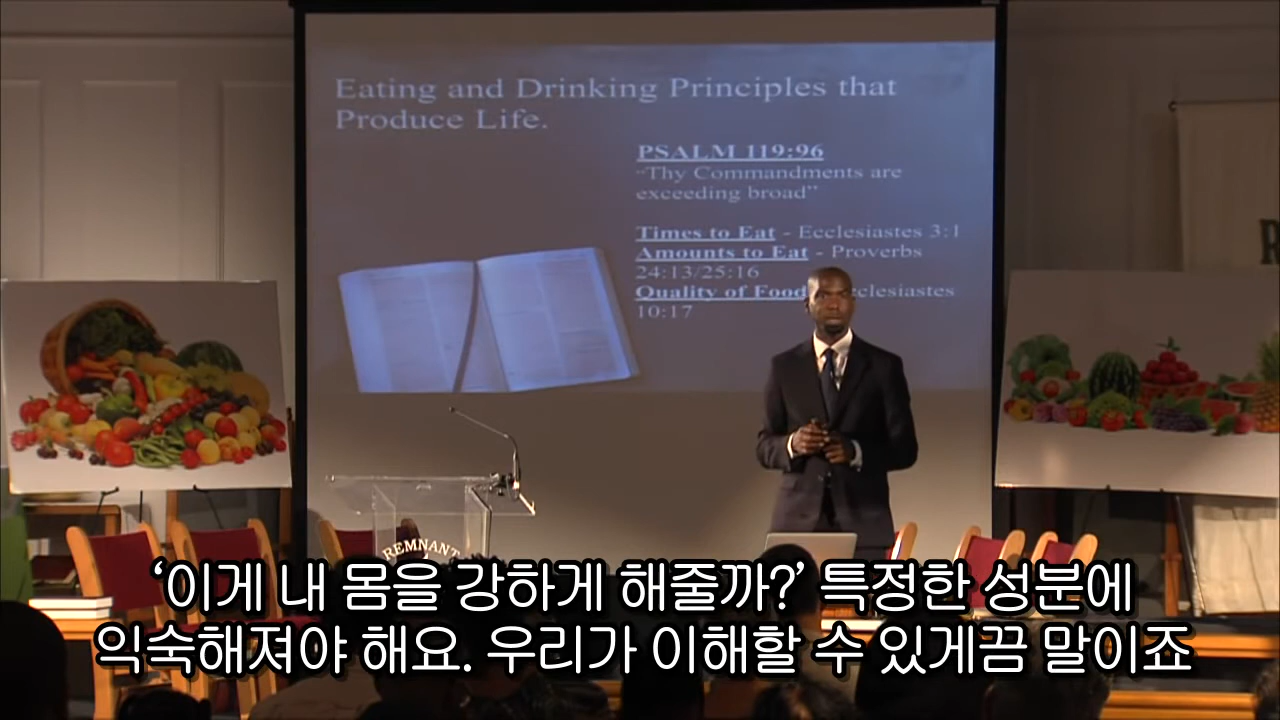 Eating and Drinking Principles that
Produce Life.
PSALM 119:96
"Thy Commandments are
exceeding broad"
Times to Eat - Ecclesiastes 3:1
Amounts to Eat - Proverbs
24:13/25:16
Quality of Food cclesiastes
10:17
REMNANT
‘이게 내 몸을 강하게 해줄까?’ 특정한 성분에
익숙해져야 해요. 우리가 이해할 수 있게끔 말이죠